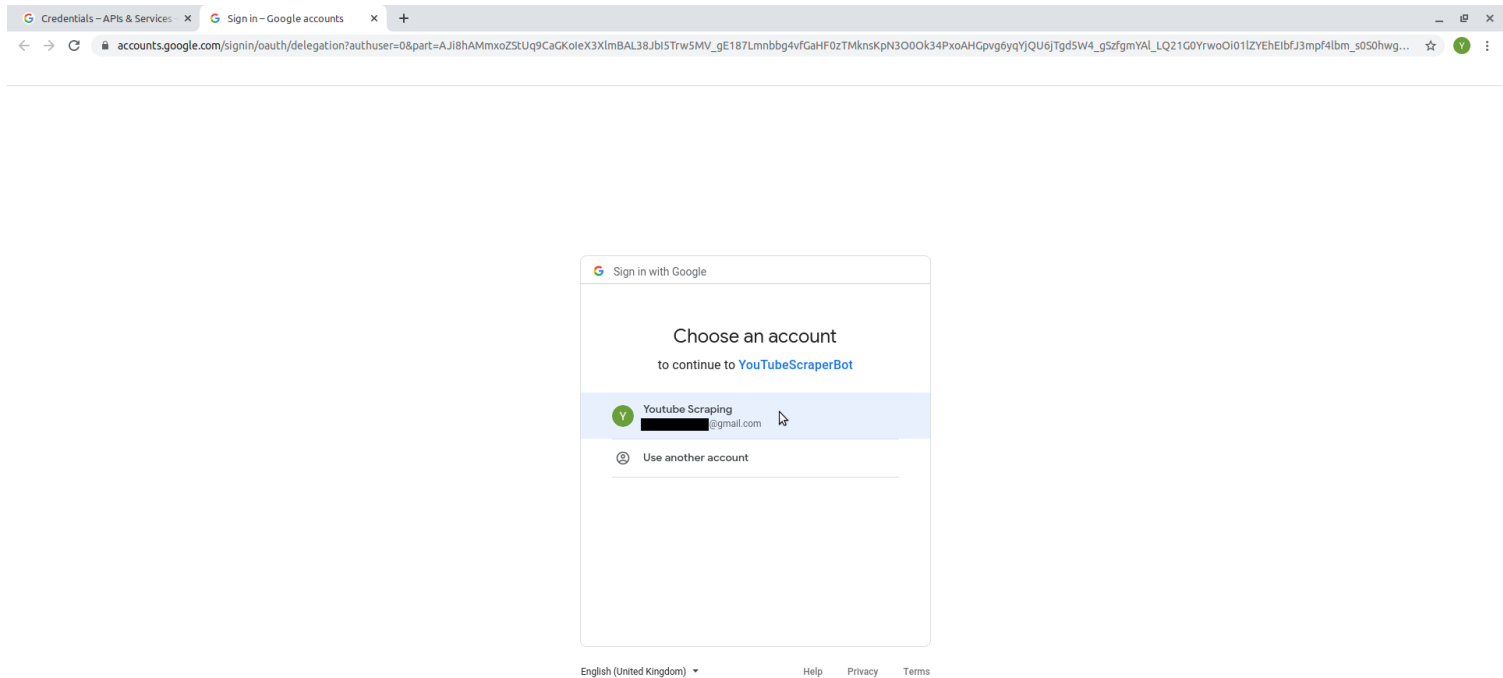 Credentials – APIs & Services -
Sign in – Google accounts
accounts.google.com/signin/oauth/delegation?authuser=0&part=AJi8hAMmxoZStUq9CaGKoIeX3XlmBAL38JbI5Trw5MV_gE187Lmnbbg4vfGaHF0zTMknsKpN3O0Ok34PxoAHGpvg6yqYjQU6jTgd5W4_gSzfgmYAl_LQ21G0YrwoOi01lZYEhEIbfJ3mpf4lbm_s0S0hwg...
Y
Sign in with Google
Choose an account
to continue to YouTubeScraperBot
Y
Youtube Scraping
@gmail.com
Use another account
English (United Kingdom)
Help Privacy Terms